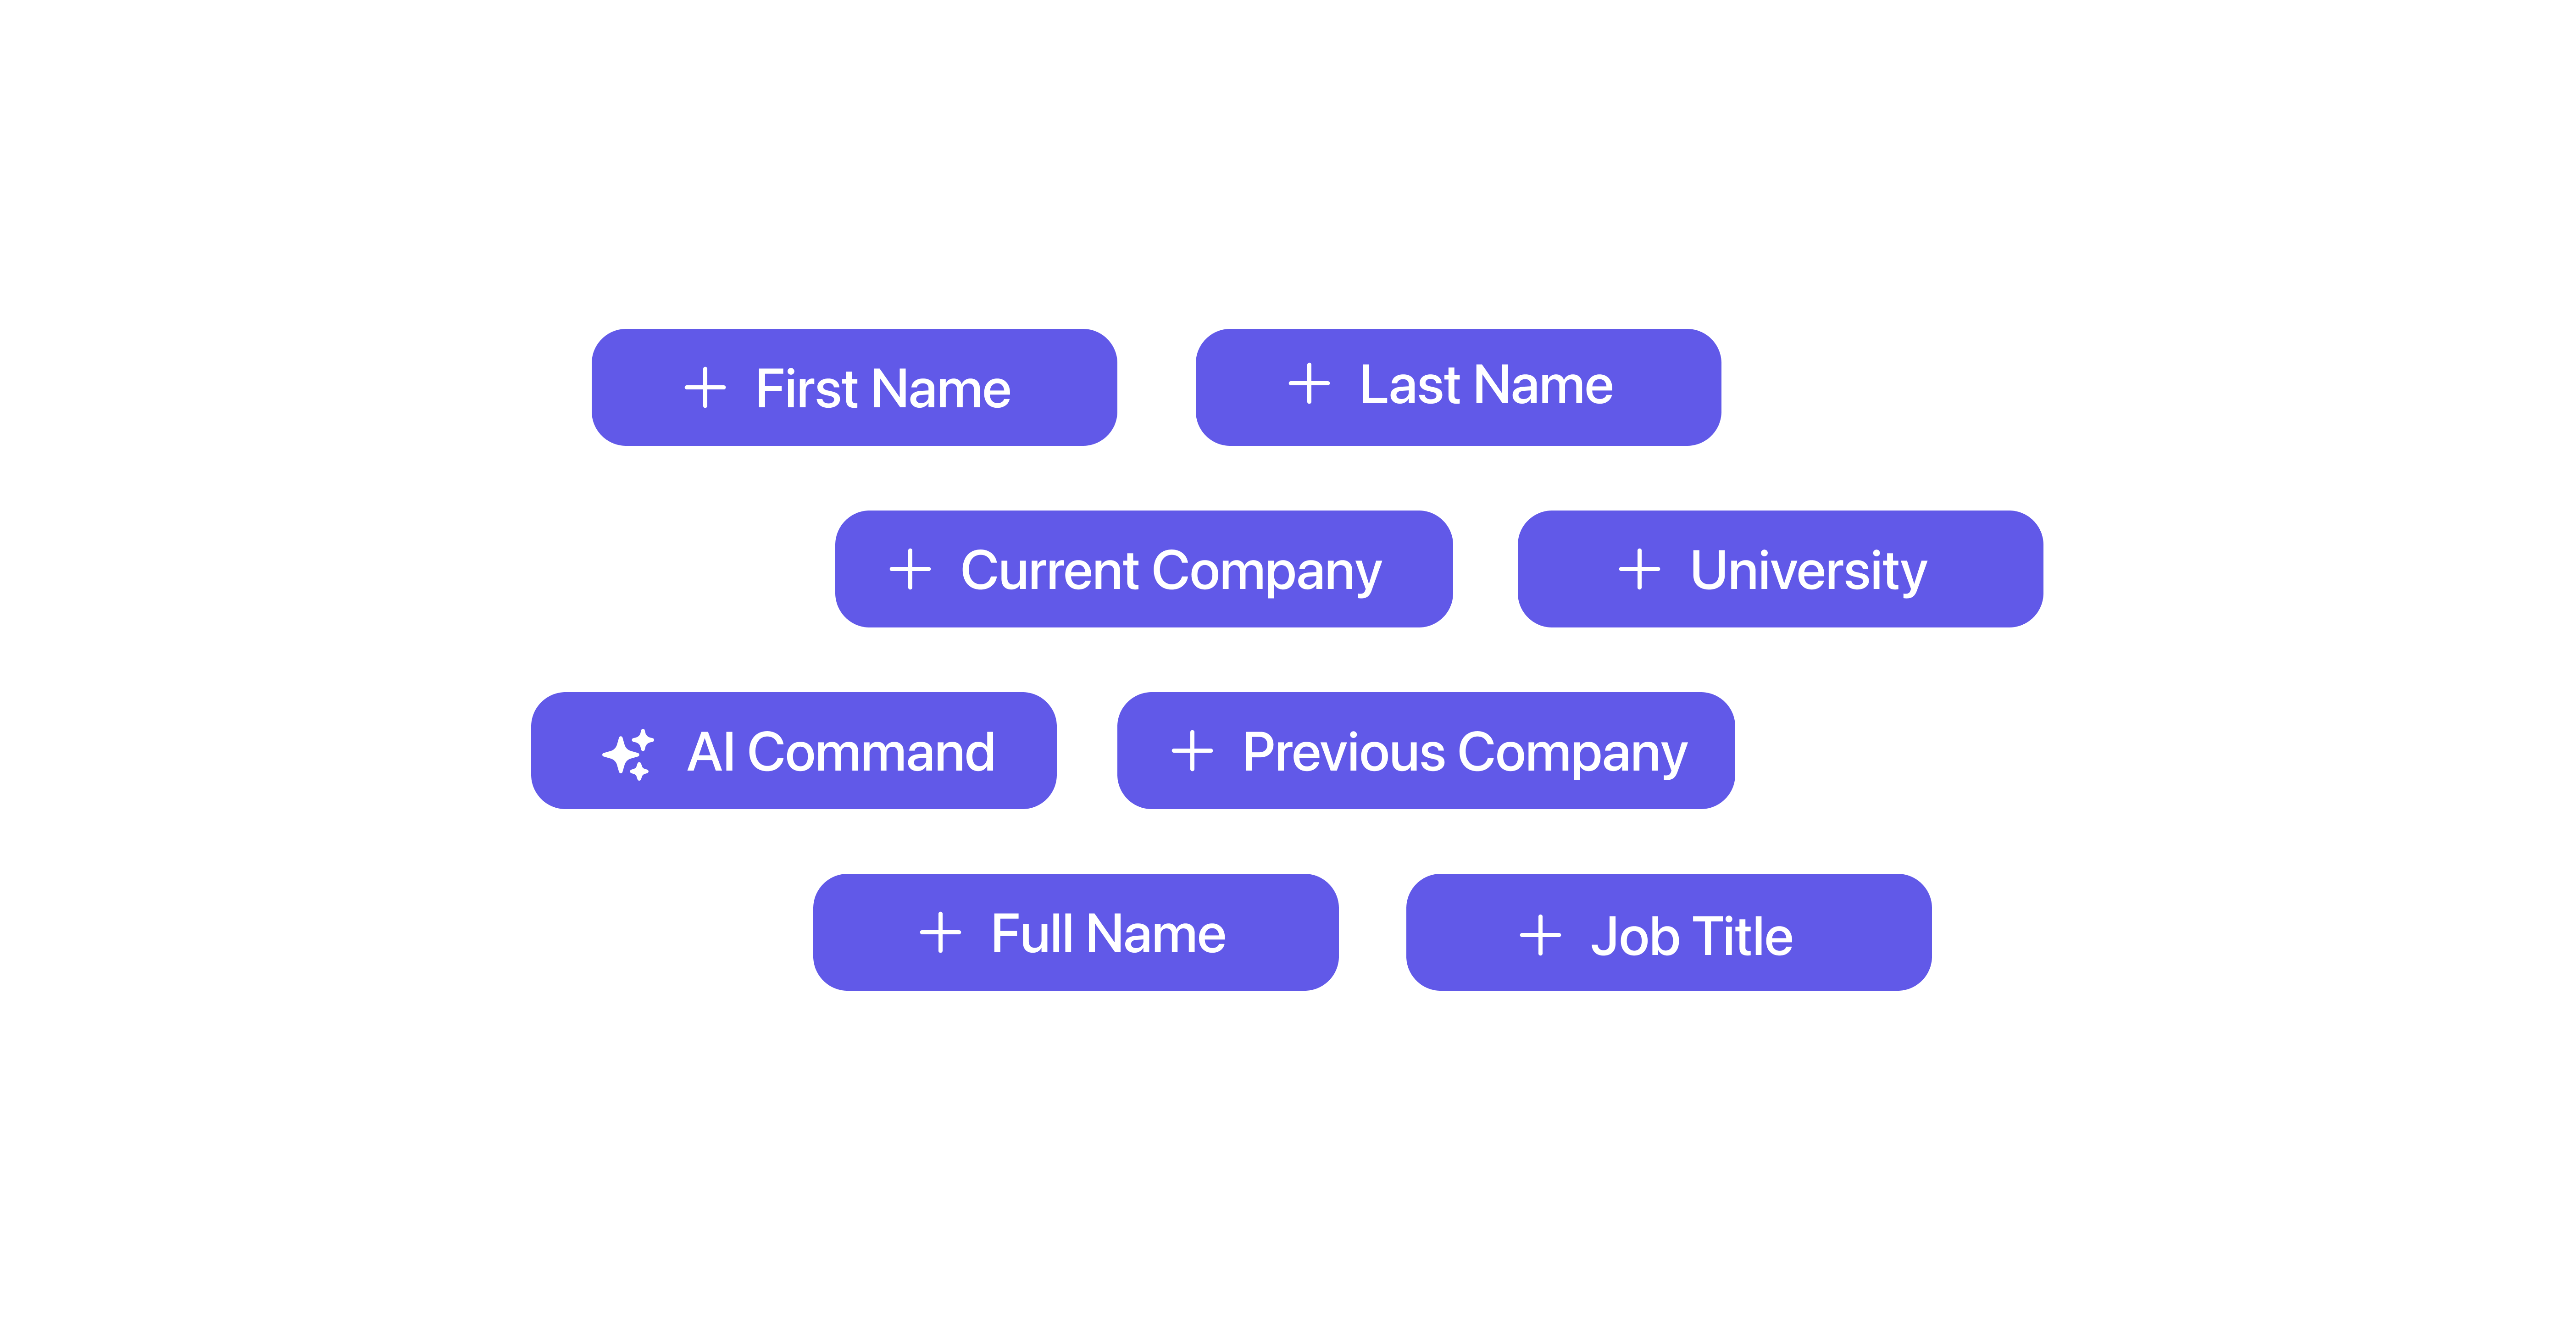 + First Name
+ Last Name
+ Current Company
+ University
AI Command
+ Previous Company
+ Full Name
+ Job Title